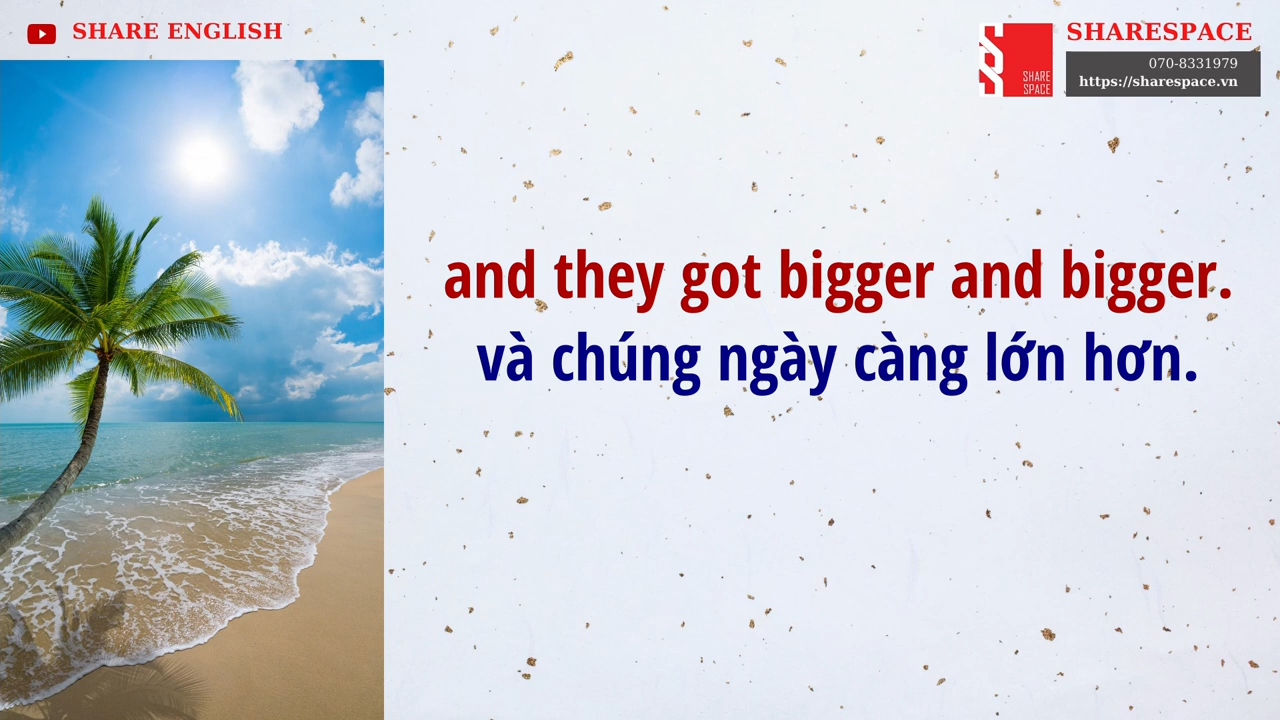 SHARE ENGLISH
SHARESPACE
SHARE
SPACE
070-8331979
https://sharespace.vn
and they got bigger and bigger.
và chúng ngày càng lớn hơn.